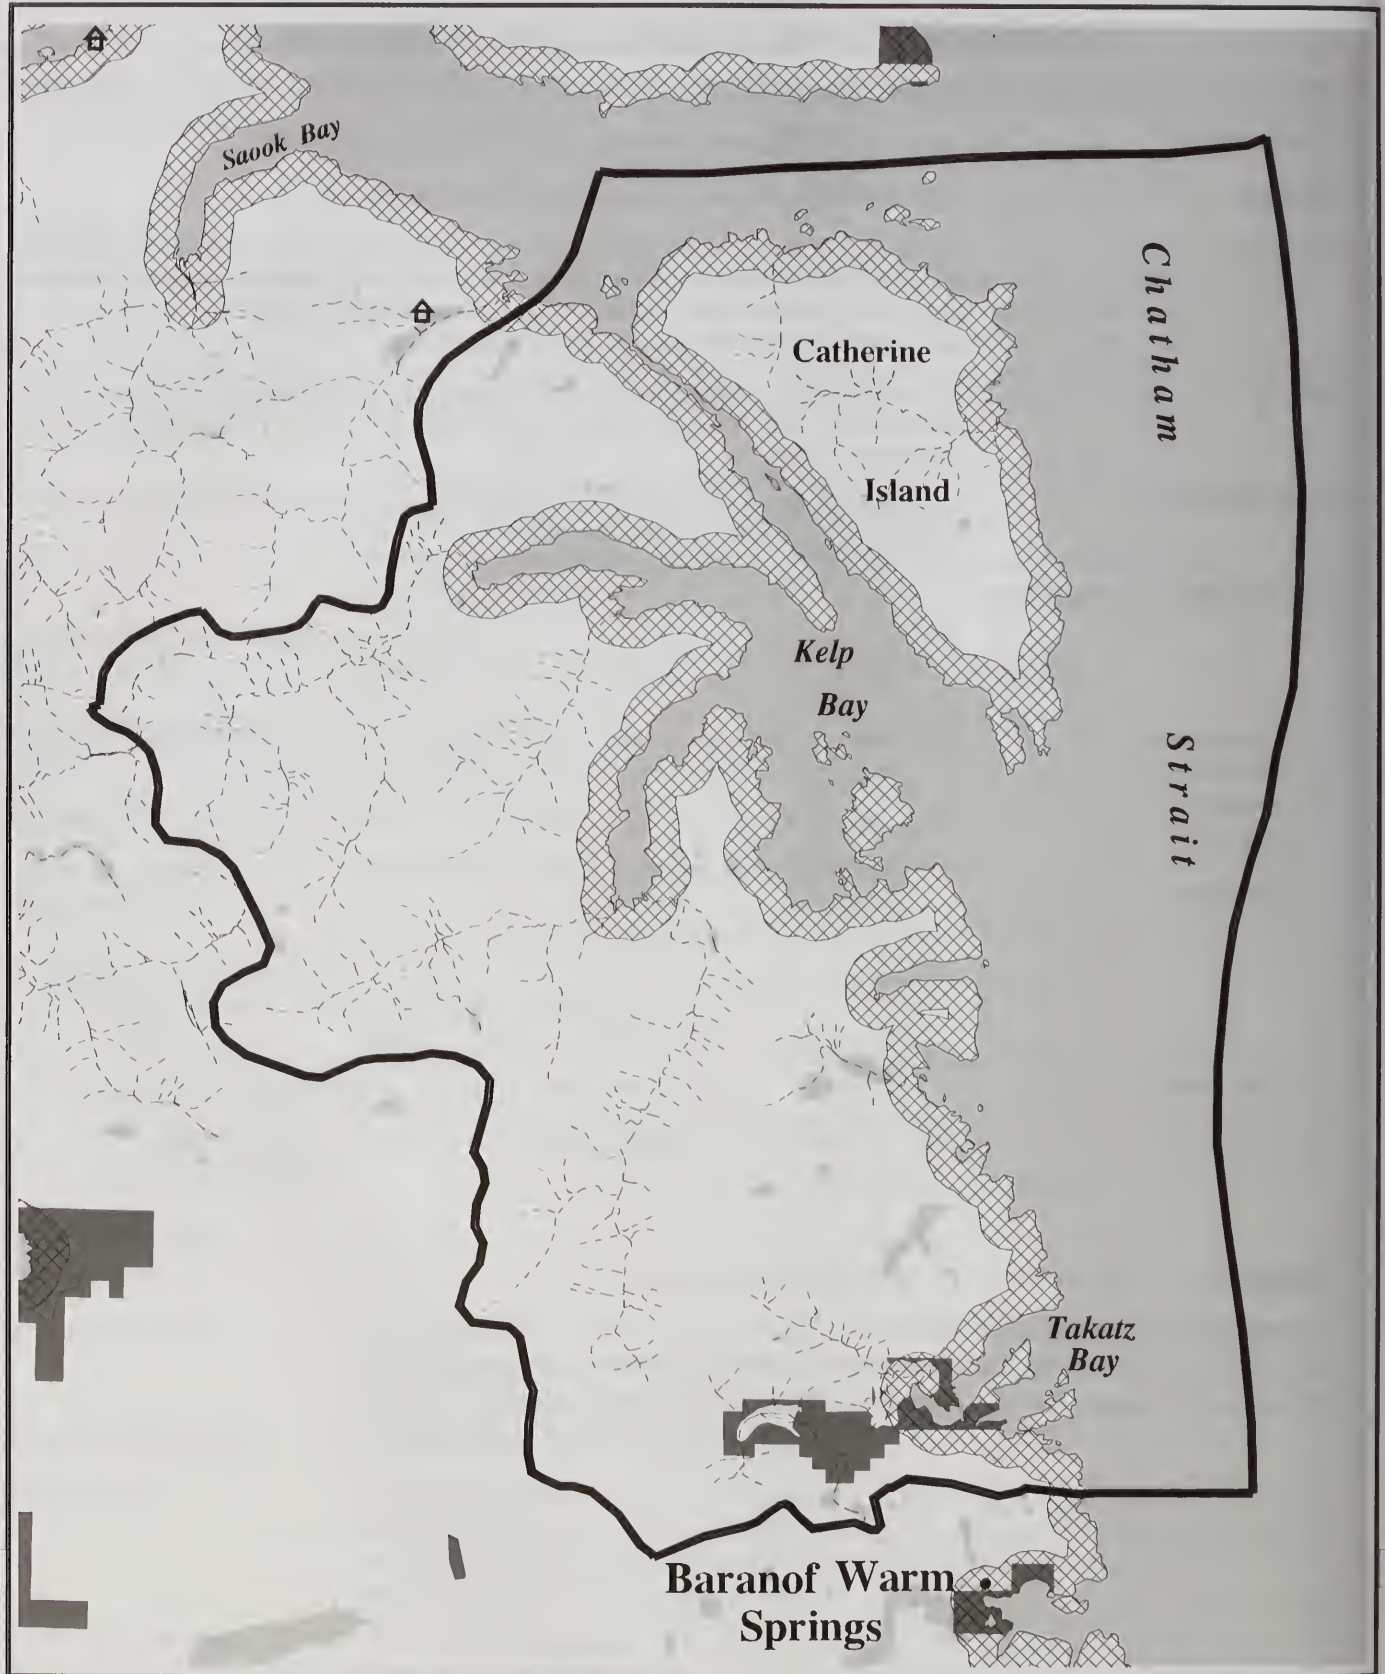 Saook Bay
Chatham
Catherine
Island
Kelp
Bay
Strait
Takatz
Bay
Baranof Warm
Springs